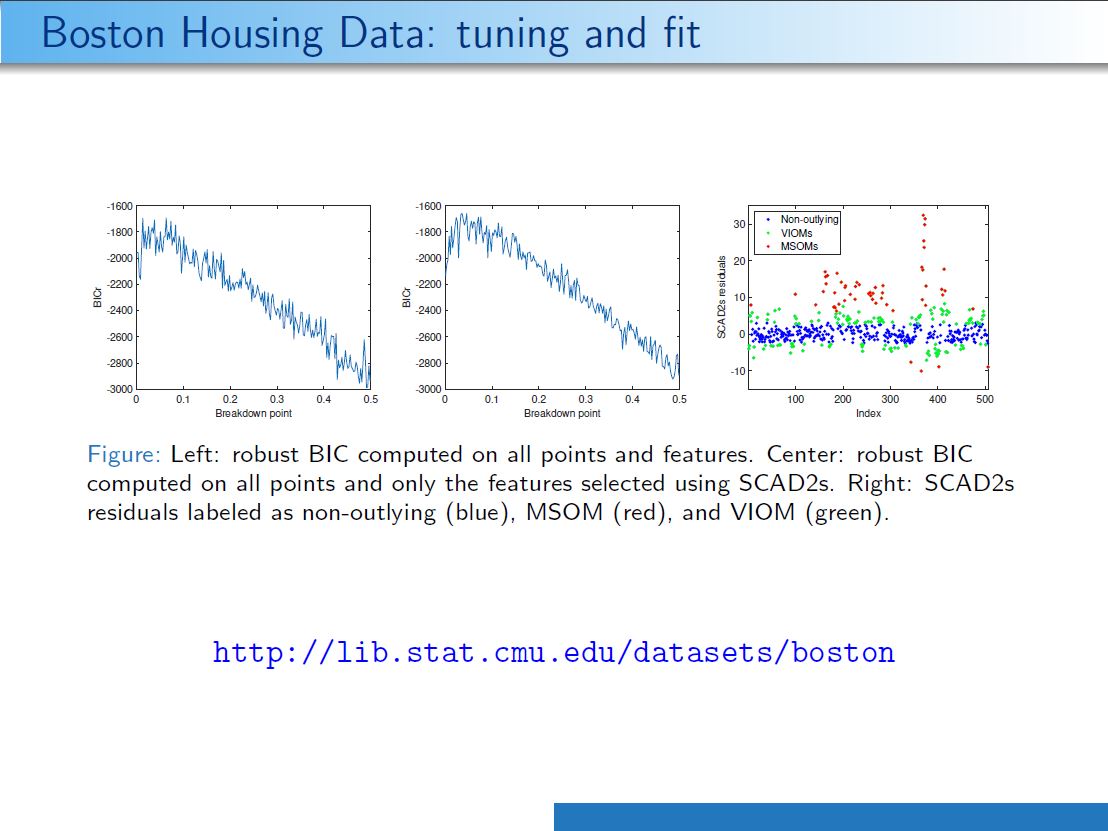 Boston Housing Data: tuning and fit
-1600
-1800
-2000
-2200
-2400
-2600
-2800
-3000
BICr
0 0.1 0.2 0.3 0.4 0.5
Breakdown point
-1600
-1800
-2000
-2200
-2400
-2600
-2800
-3000
BICr
0 0.1 0.2 0.3 0.4 0.5
Breakdown point
30
20
10
0
-10
SCAD2s residuals
Non-outlying
VIOMs
MSOMs
100 200 300 400 500
Index
Figure: Left: robust BIC computed on all points and features. Center: robust BIC
computed on all points and only the features selected using SCAD2s. Right: SCAD2s
residuals labeled as non-outlying (blue), MSOM (red), and VIOM (green).
http://lib.stat.cmu.edu/datasets/boston